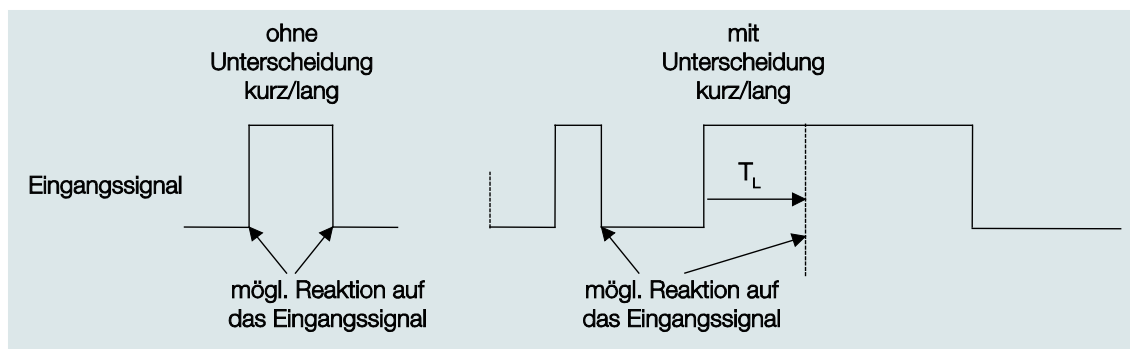 ohne
Unterscheidung
kurz/lang
mit
Unterscheidung
kurz/lang
Eingangssignal
TL
mögl. Reaktion auf
das Eingangssignal
mögl. Reaktion auf
das Eingangssignal